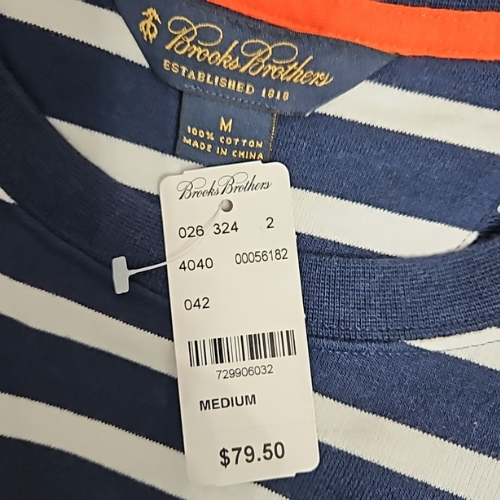 Brooks Brothers
ESTABLISHED 1818
M
100% COTTON
MADE IN CHINA
Brooks Brothers
026 324 2
4040 00056182
042
729906032
MEDIUM
$79.50